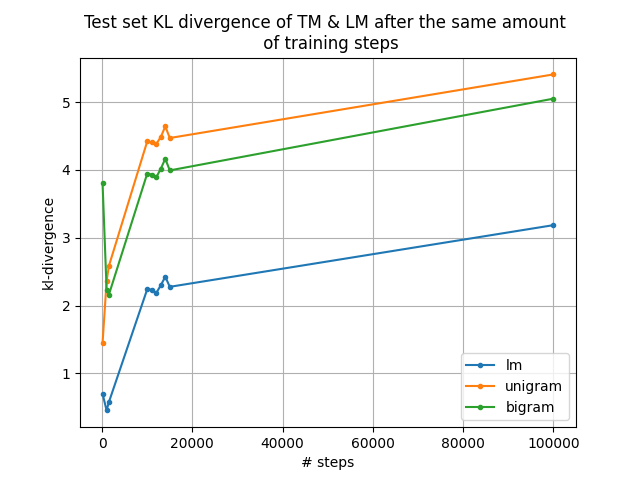 Test set KL divergence of TM & LM after the same amount
of training steps
kl-divergence
5
4
3
2
1
0
20000
40000
60000
80000
100000
# steps
lm
unigram
bigram